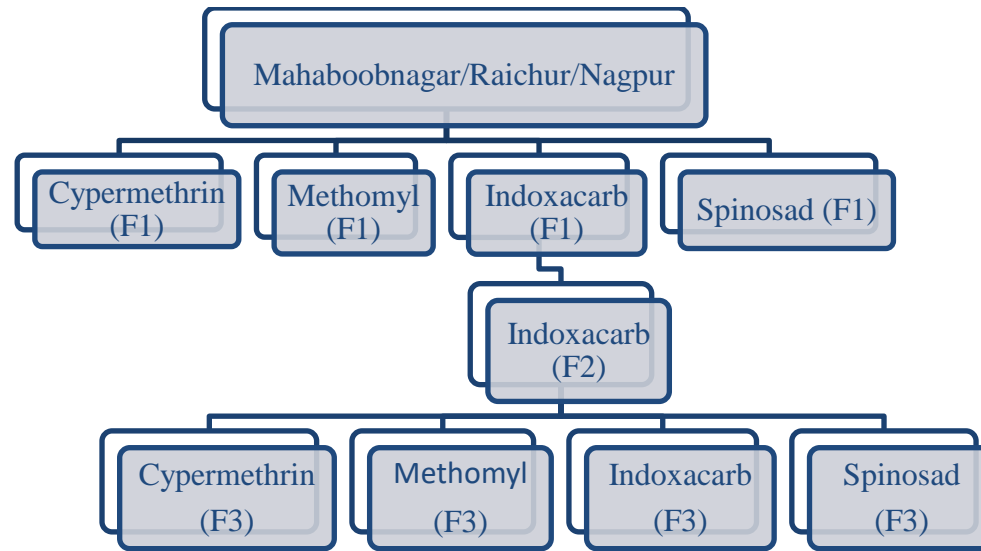 Mahaboobnagar/Raichur/Nagpur
Cypermethrin
(F1)
Methomyl
(F1)
Indoxacarb
(F1)
Spinosad (F1)
Indoxacarb
(F2)
Cypermethrin
(F3)
Methomyl
(F3)
Indoxacarb
(F3)
Spinosad
(F3)